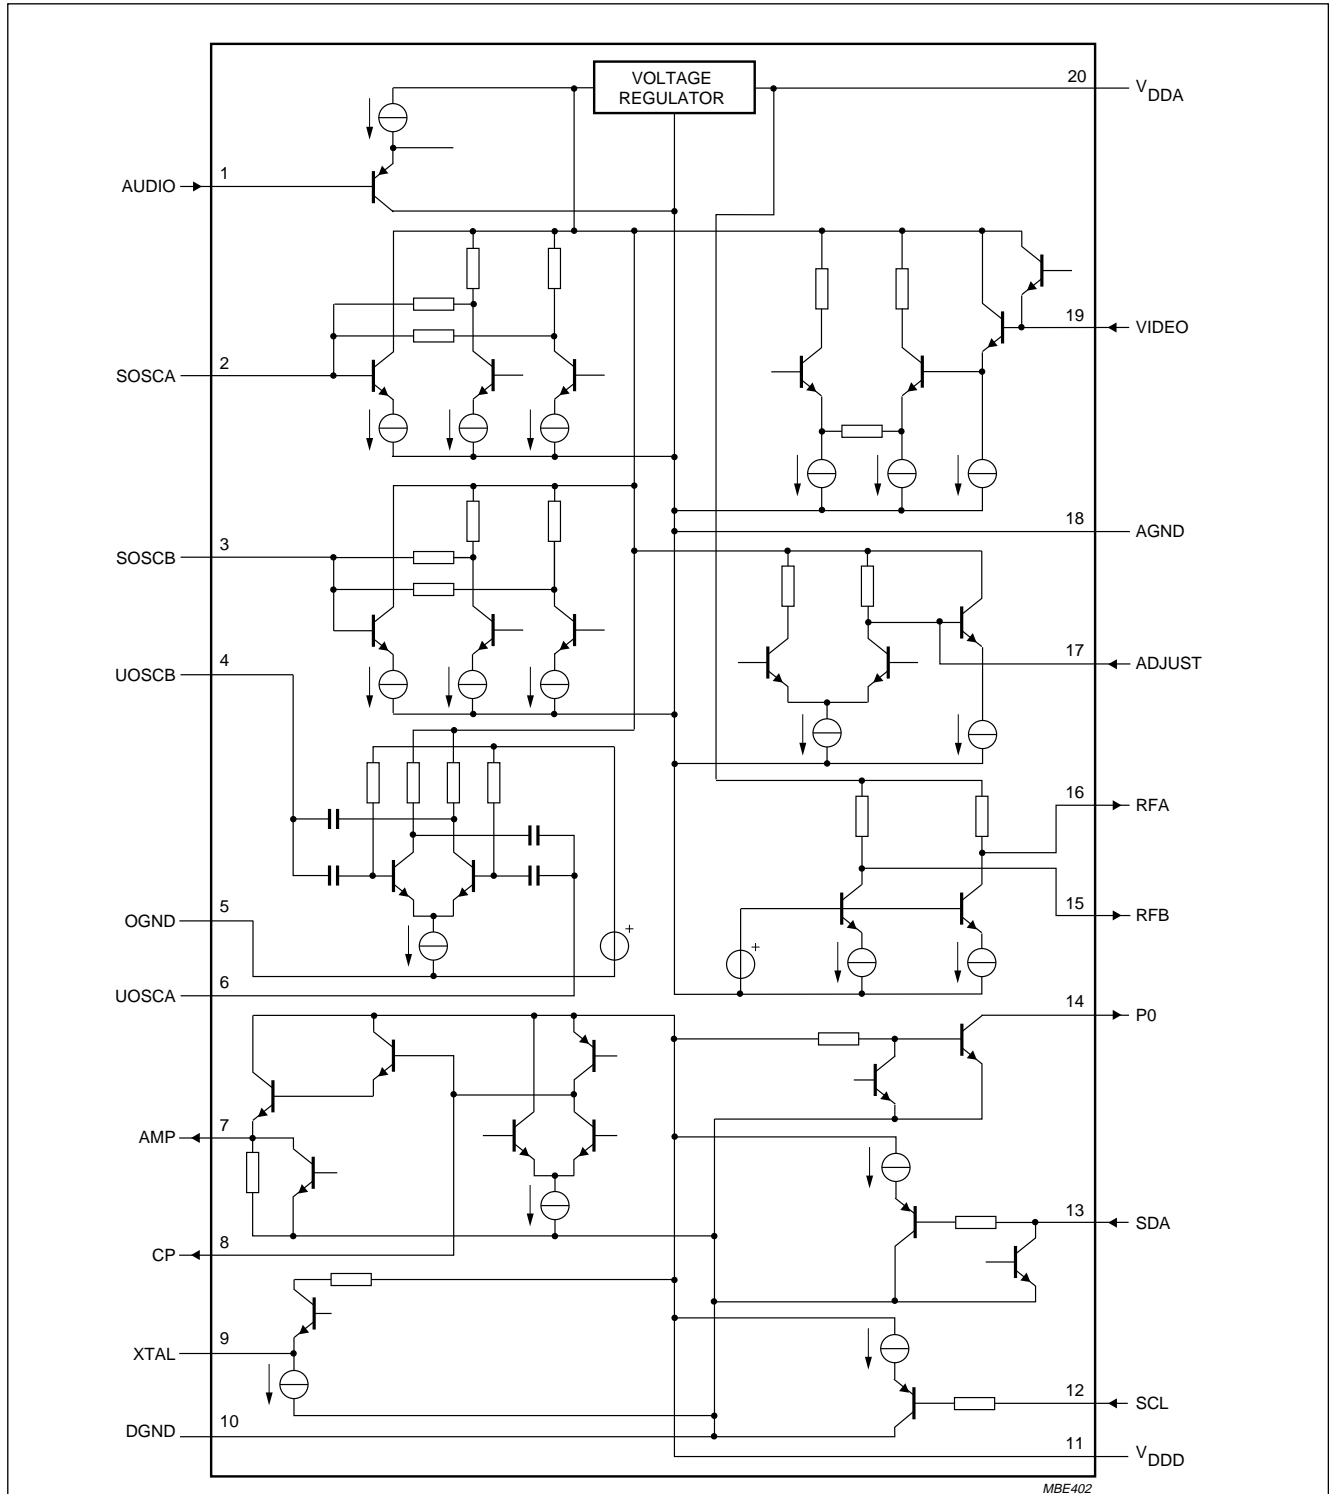 VOLTAGE
REGULATOR
20
VDDA
AUDIO
1
19
VIDEO
2
SOSCA
18
AGND
3
SOSCB
17
ADJUST
4
UOSCB
16
RFA
15
RFB
5
OGND
+
+
6
UOSCA
14
P0
7
AMP
13
SDA
8
CP
9
XTAL
12
SCL
10
DGND
11
VDDD
MBE402